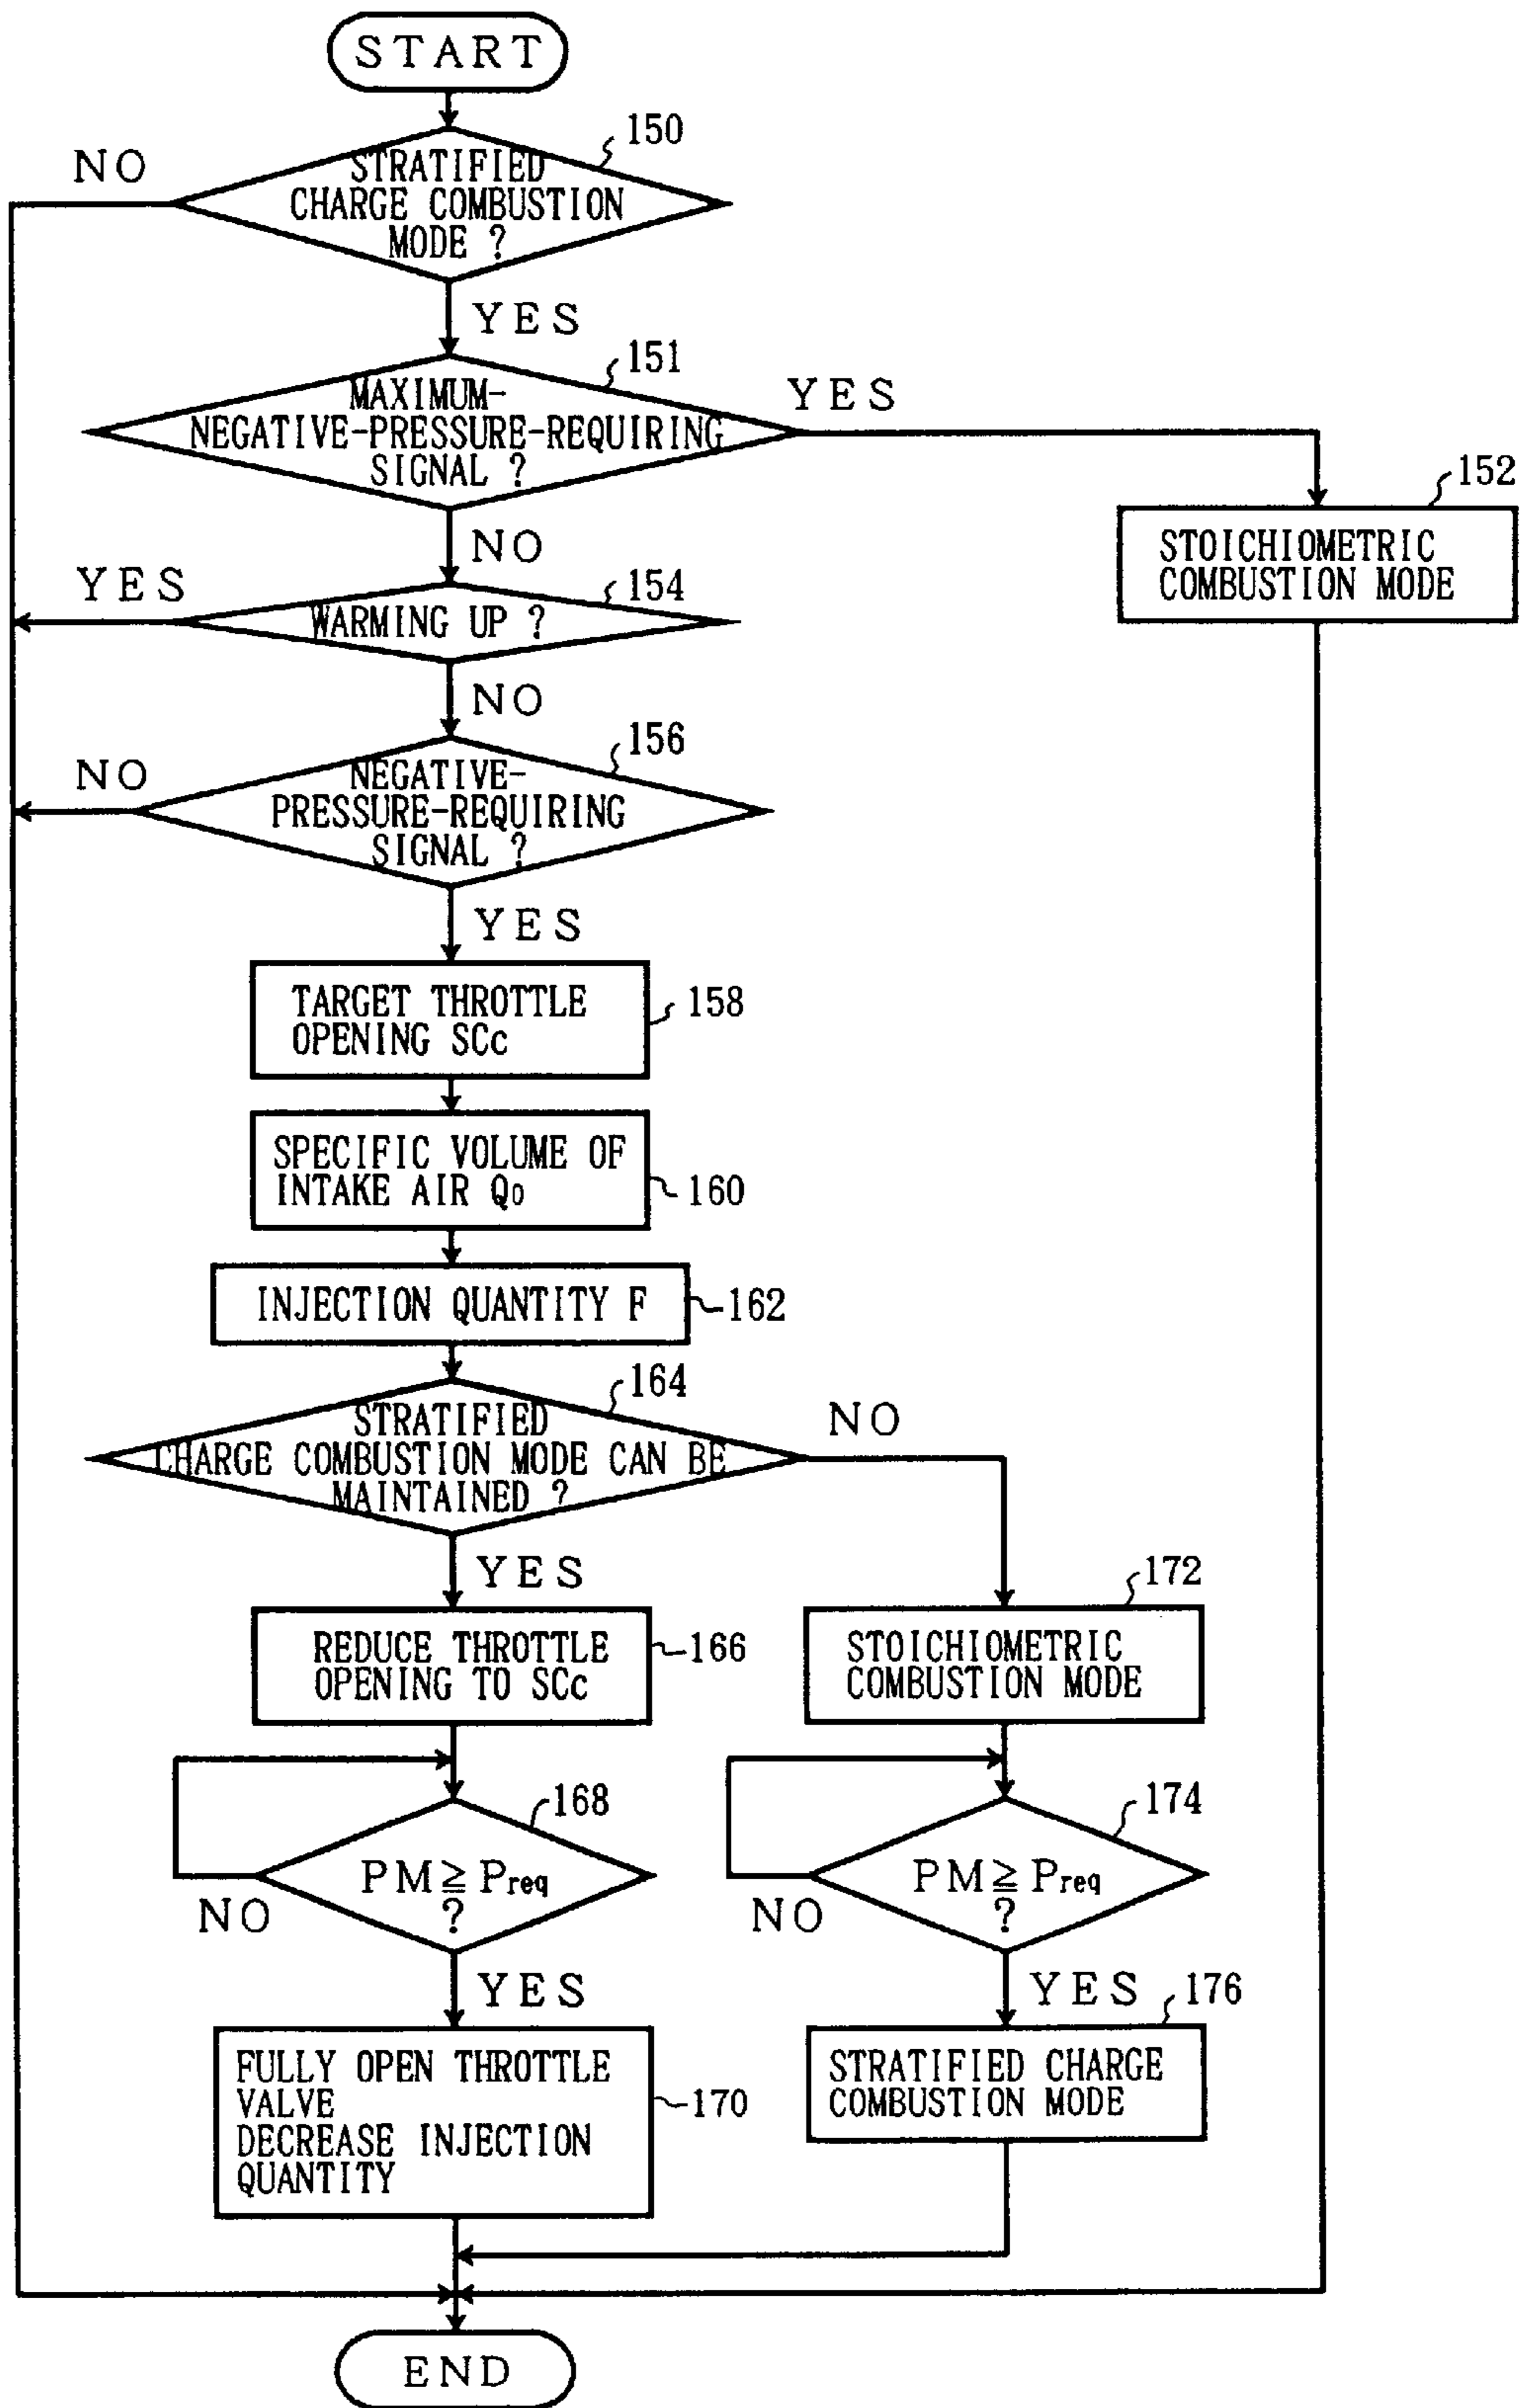 START
150
NO
STRATIFIED
CHARGE COMBUSTION
MODE ?
YES
151
MAXIMUM-
NEGATIVE-PRESSURE-REQUIRING
SIGNAL ?
YES
152
STOICHIOMETRIC
COMBUSTION MODE
NO
YES
154
WARMING UP ?
NO
156
NO
NEGATIVE-
PRESSURE-REQUIRING
SIGNAL ?
YES
TARGET THROTTLE
OPENING SCc
158
SPECIFIC VOLUME OF
INTAKE AIR Q0
160
INJECTION QUANTITY F
162
164
STRATIFIED
CHARGE COMBUSTION MODE CAN BE
MAINTAINED ?
NO
YES
REDUCE THROTTLE
OPENING TO SCc
166
172
STOICHIOMETRIC
COMBUSTION MODE
168
PM ≧ Preq
?
NO
174
PM ≧ Preq
?
NO
YES
FULLY OPEN THROTTLE
VALVE
DECREASE INJECTION
QUANTITY
170
YES
176
STRATIFIED CHARGE
COMBUSTION MODE
END